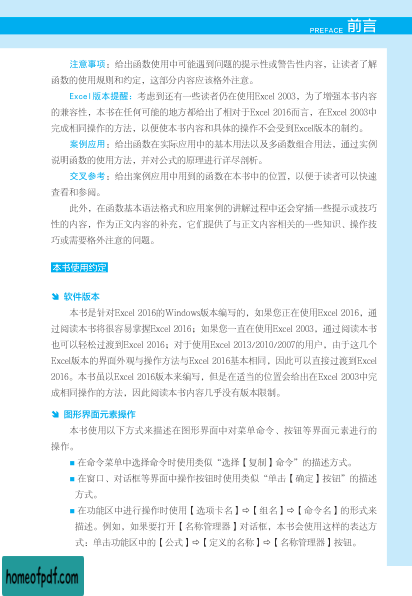 PREFACE 前言
注意事项：给出函数使用中可能遇到问题的提示性或警告性内容，让读者了解
函数的使用规则和约定，这部分内容应该格外注意。
Excel版本提醒：考虑到还有一些读者仍在使用Excel 2003，为了增强本书内容
的兼容性，本书在任何可能的地方都给出了相对于Excel 2016而言，在Excel 2003中
完成相同操作的方法，以便使本书内容和具体的操作不会受到Excel版本的制约。
案例应用：给出函数在实际应用中的基本用法以及多函数组合用法，通过实例
说明函数的使用方法，并对公式的原理进行详尽剖析。
交叉参考：给出案例应用中用到的函数在本书中的位置，以便于读者可以快速
查看和参阅。
此外，在函数基本语法格式和应用案例的讲解过程中还会穿插一些提示或技巧
性的内容，作为正文内容的补充，它们提供了与正文内容相关的一些知识、操作技
巧或需要格外注意的问题。
本书使用约定
软件版本
本书是针对Excel 2016的Windows版本编写的，如果您正在使用Excel 2016，通
过阅读本书将很容易掌握Excel 2016；如果您一直在使用Excel 2003，通过阅读本书
也可以轻松过渡到Excel 2016；对于使用Excel 2013/2010/2007的用户，由于这几个
Excel版本的界面外观与操作方法与Excel 2016基本相同，因此可以直接过渡到Excel
2016。本书虽以Excel 2016版本来编写，但是在适当的位置会给出在Excel 2003中完
成相同操作的方法，因此阅读本书内容几乎没有版本限制。
图形界面元素操作
本书使用以下方式来描述在图形界面中对菜单命令、按钮等界面元素进行的
操作。
■ 在命令菜单中选择命令时使用类似“选择【复制】命令”的描述方式。
■ 在窗口、对话框等界面中操作按钮时使用类似“单击【确定】按钮”的描述
方式。
■ 在功能区中进行操作时使用【选项卡名】⇨【组名】⇨【命令名】的形式来
描述。例如，如果要打开【名称管理器】对话框，本书会使用这样的表达方
式：单击功能区中的【公式】⇨【定义的名称】⇨【名称管理器】按钮。
homeofpdf.com